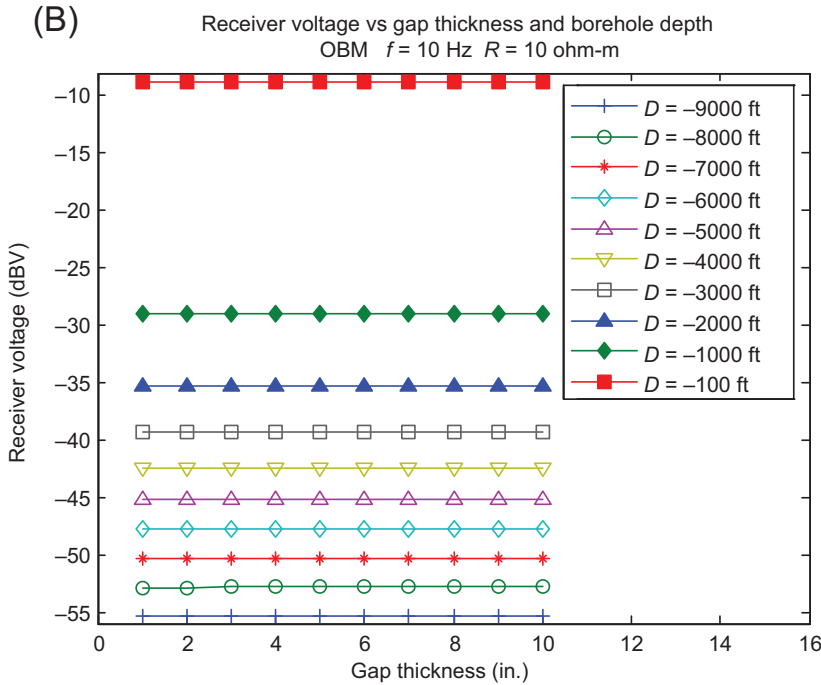 (B)
Receiver voltage vs gap thickness and borehole depth
OBM f = 10 Hz R = 10 ohm-m
Receiver voltage (dBV)
–10
–15
–20
–25
–30
–35
–40
–45
–50
–55
D = –9000 ft
D = –8000 ft
D = –7000 ft
D = –6000 ft
D = –5000 ft
D = –4000 ft
D = –3000 ft
D = –2000 ft
D = –1000 ft
D = –100 ft
0 2 4 6 8 10 12 14 16
Gap thickness (in.)